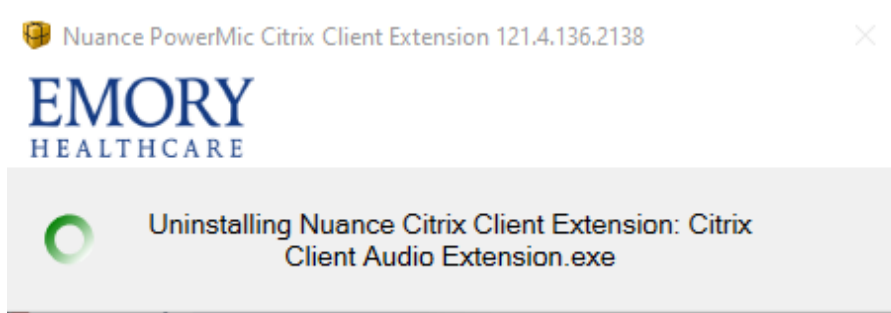 Nuance PowerMic Citrix Client Extension 121.4.136.2138
EMORY
HEALTHCARE
Uninstalling Nuance Citrix Client Extension: Citrix
Client Audio Extension.exe